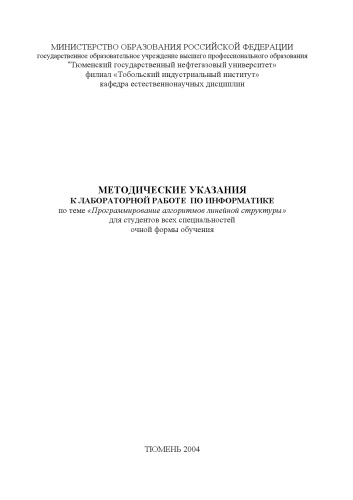 МИНИСТЕРСТВО ОБРАЗОВАНИЯ РОССИЙСКОЙ ФЕДЕРАЦИИ
государственное образовательное учреждение высшего профессионального образования
"Тюменский государственный нефтегазовый университет»
филиал «Тобольский индустриальный институт»
кафедра естественнонаучных дисциплин
МЕТОДИЧЕСКИЕ УКАЗАНИЯ
К ЛАБОРАТОРНОЙ РАБОТЕ ПО ИНФОРМАТИКЕ
по теме «Программирование алгоритмов линейной структуры»
для студентов всех специальностей
очной формы обучения
ТЮМЕНЬ 2004